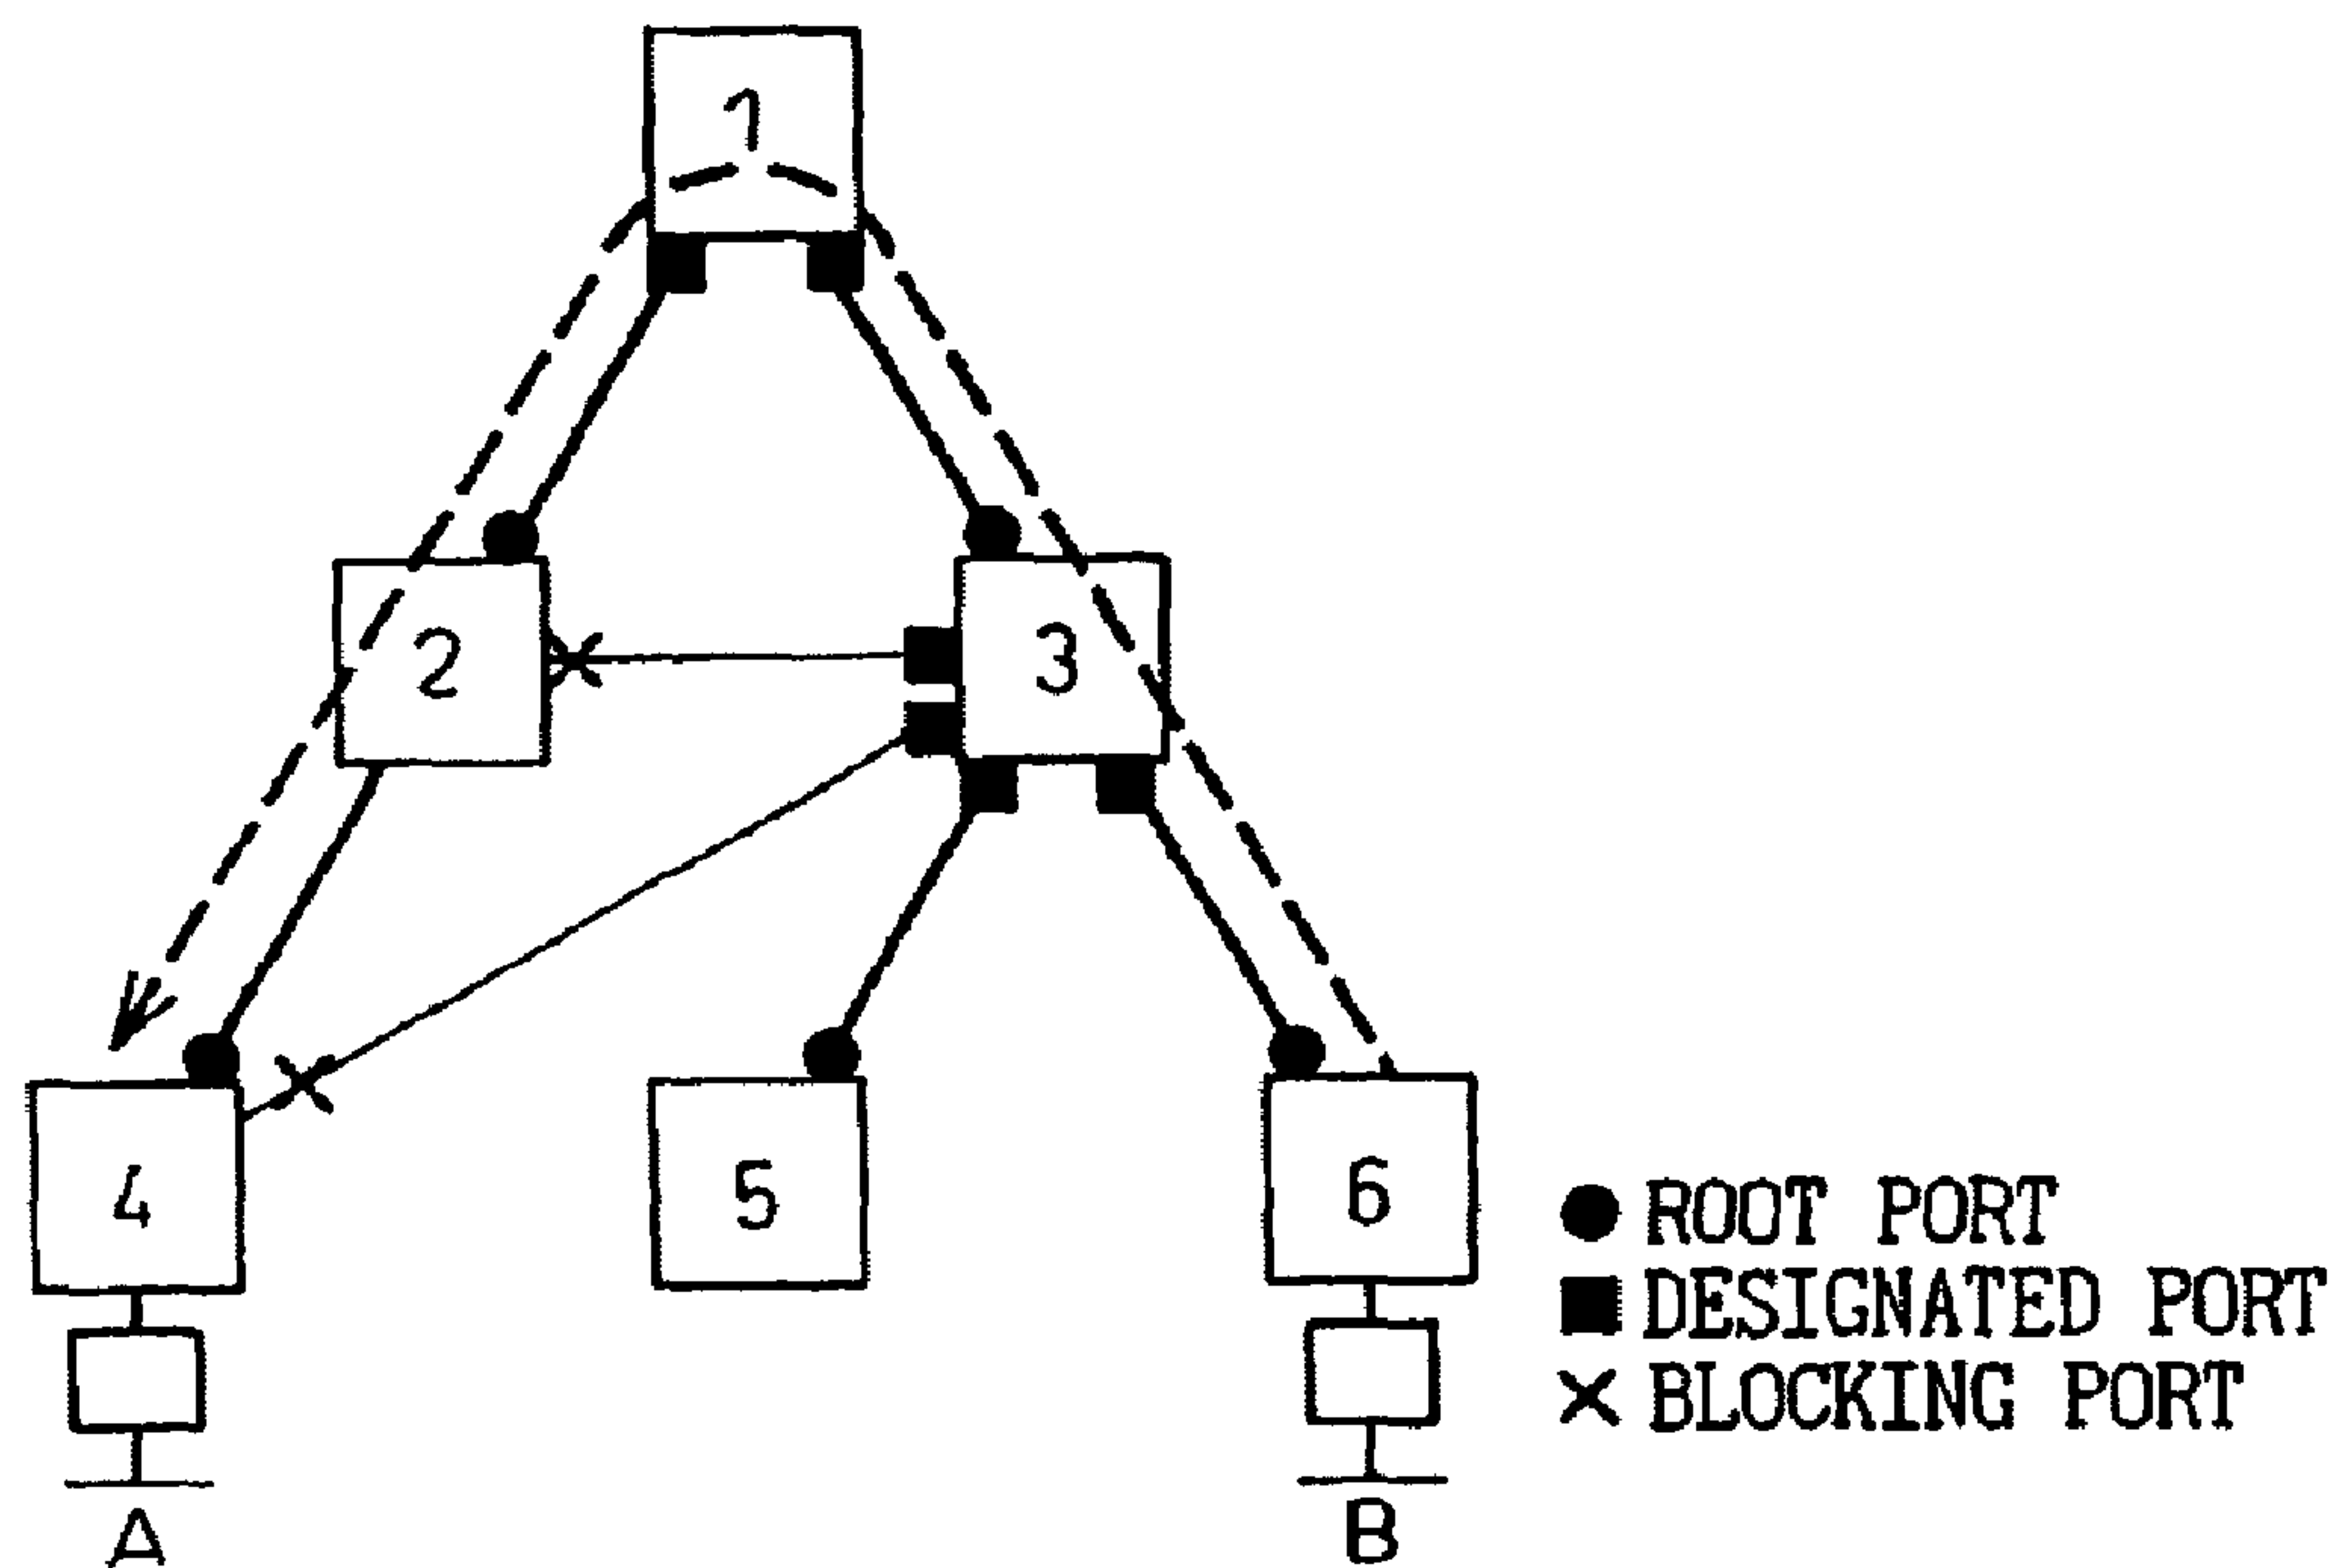 1
2
3
4
5
6
ROOT PORT
DESIGNATED PORT
BLOCKING PORT
A
B